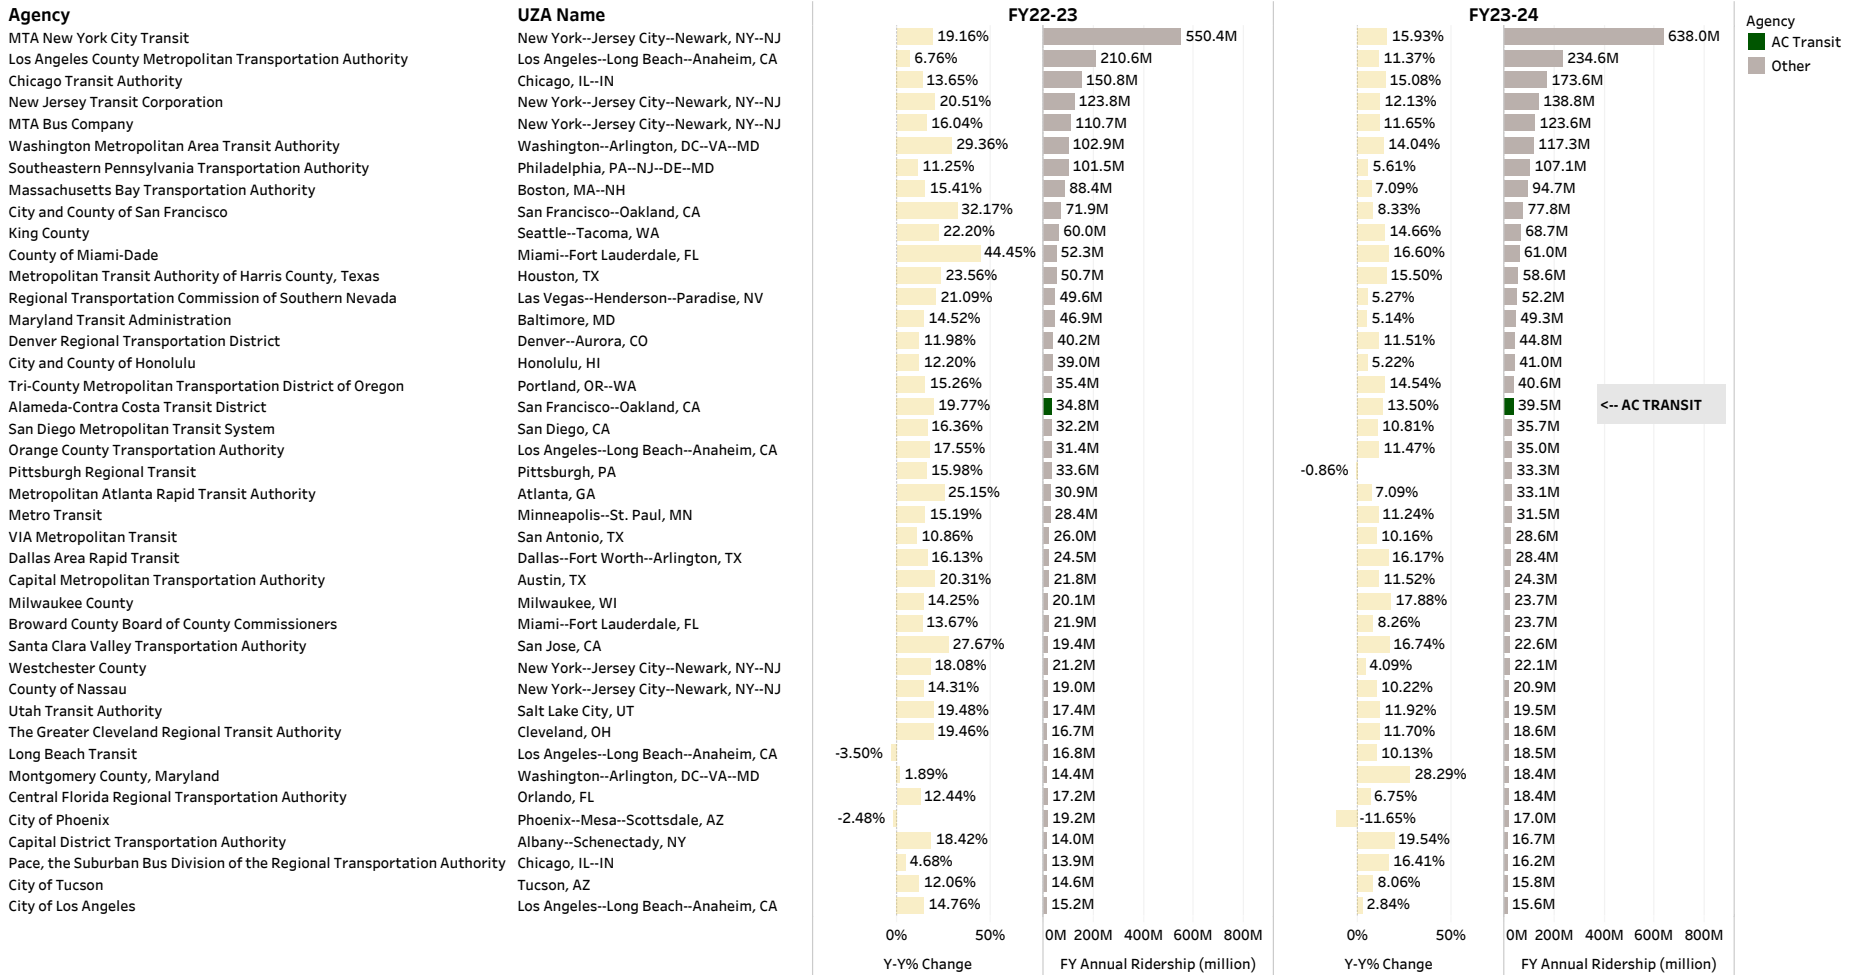 Agency UZA Name FY22-23 FY23-24
MTA New York City Transit New York--Jersey City--Newark, NY--NJ 19.16% 550.4M 15.93% 638.0M
Los Angeles County Metropolitan Transportation Authority Los Angeles--Long Beach--Anaheim, CA 6.76% 210.6M 11.37% 234.6M
Chicago Transit Authority Chicago, IL--IN 13.65% 150.8M 15.08% 173.6M
New Jersey Transit Corporation New York--Jersey City--Newark, NY--NJ 20.51% 123.8M 12.13% 138.8M
MTA Bus Company New York--Jersey City--Newark, NY--NJ 16.04% 110.7M 11.65% 123.6M
Washington Metropolitan Area Transit Authority Washington--Arlington, DC--VA--MD 29.36% 102.9M 14.04% 117.3M
Southeastern Pennsylvania Transportation Authority Philadelphia, PA--NJ--DE--MD 11.25% 101.5M 5.61% 107.1M
Massachusetts Bay Transportation Authority Boston, MA--NH 15.41% 88.4M 7.09% 94.7M
City and County of San Francisco San Francisco--Oakland, CA 32.17% 71.9M 8.33% 77.8M
King County Seattle--Tacoma, WA 22.20% 60.0M 14.66% 68.7M
County of Miami-Dade Miami--Fort Lauderdale, FL 44.45% 52.3M 16.60% 61.0M
Metropolitan Transit Authority of Harris County, Texas Houston, TX 23.56% 50.7M 15.50% 58.6M
Regional Transportation Commission of Southern Nevada Las Vegas--Henderson--Paradise, NV 21.09% 49.6M 5.27% 52.2M
Maryland Transit Administration Baltimore, MD 14.52% 46.9M 5.14% 49.3M
Denver Regional Transportation District Denver--Aurora, CO 11.98% 40.2M 11.51% 44.8M
City and County of Honolulu Honolulu, HI 12.20% 39.0M 5.22% 41.0M
Tri-County Metropolitan Transportation District of Oregon Portland, OR--WA 15.26% 35.4M 14.54% 40.6M
Alameda-Contra Costa Transit District San Francisco--Oakland, CA 19.77% 34.8M 13.50% 39.5M <-- AC TRANSIT
San Diego Metropolitan Transit System San Diego, CA 16.36% 32.2M 10.81% 35.7M
Orange County Transportation Authority Los Angeles--Long Beach--Anaheim, CA 17.55% 31.4M 11.47% 35.0M
Pittsburgh Regional Transit Pittsburgh, PA 15.98% 33.6M -0.86% 33.3M
Metropolitan Atlanta Rapid Transit Authority Atlanta, GA 25.15% 30.9M 7.09% 33.1M
Metro Transit Minneapolis--St. Paul, MN 15.19% 28.4M 11.24% 31.5M
VIA Metropolitan Transit San Antonio, TX 10.86% 26.0M 10.16% 28.6M
Dallas Area Rapid Transit Dallas--Fort Worth--Arlington, TX 16.13% 24.5M 16.17% 28.4M
Capital Metropolitan Transportation Authority Austin, TX 20.31% 21.8M 11.52% 24.3M
Milwaukee County Milwaukee, WI 14.25% 20.1M 17.88% 23.7M
Broward County Board of County Commissioners Miami--Fort Lauderdale, FL 13.67% 21.9M 8.26% 23.7M
Santa Clara Valley Transportation Authority San Jose, CA 27.67% 19.4M 16.74% 22.6M
Westchester County New York--Jersey City--Newark, NY--NJ 18.08% 21.2M 4.09% 22.1M
County of Nassau New York--Jersey City--Newark, NY--NJ 14.31% 19.0M 10.22% 20.9M
Utah Transit Authority Salt Lake City, UT 19.48% 17.4M 11.92% 19.5M
The Greater Cleveland Regional Transit Authority Cleveland, OH 19.46% 16.7M 11.70% 18.6M
Long Beach Transit Los Angeles--Long Beach--Anaheim, CA -3.50% 16.8M 10.13% 18.5M
Montgomery County, Maryland Washington--Arlington, DC--VA--MD 1.89% 14.4M 28.29% 18.4M
Central Florida Regional Transportation Authority Orlando, FL 12.44% 17.2M 6.75% 18.4M
City of Phoenix Phoenix--Mesa--Scottsdale, AZ -2.48% 19.2M -11.65% 17.0M
Capital District Transportation Authority Albany--Schenectady, NY 18.42% 14.0M 19.54% 16.7M
Pace, the Suburban Bus Division of the Regional Transportation Authority Chicago, IL--IN 4.68% 13.9M 16.41% 16.2M
City of Tucson Tucson, AZ 12.06% 14.6M 8.06% 15.8M
City of Los Angeles Los Angeles--Long Beach--Anaheim, CA 14.76% 15.2M 2.84% 15.6M
0% 50% 0M 200M 400M 600M 800M 0% 50% 0M 200M 400M 600M 800M
Y-Y% Change FY Annual Ridership (million) Y-Y% Change FY Annual Ridership (million)
Agency
AC Transit
Other